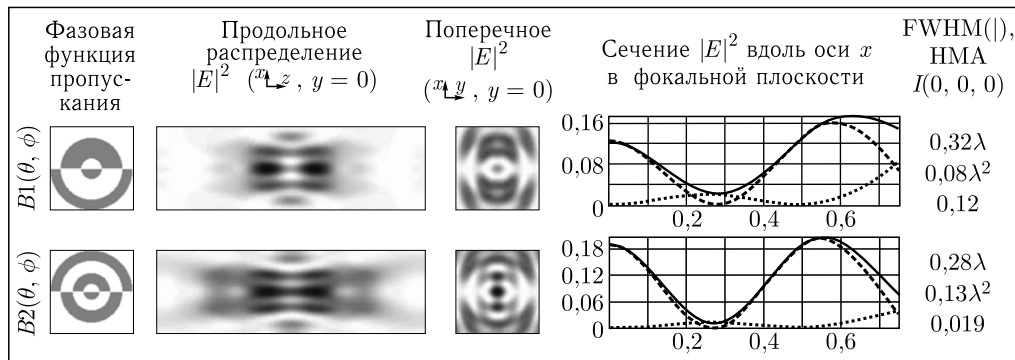 Фазовая
функция
пропус-
кания
Продольное
распределение
|E|² (x z, y = 0)
Поперечное
|E|²
(x y, y = 0)
Сечение |E|² вдоль оси x
в фокальной плоскости
FWHM(|),
HMA
I(0, 0, 0)
B1(θ, ϕ)
0,16
0,08
0
0,2 0,4 0,6
0,32λ
0,08λ²
0,12
B2(θ, ϕ)
0,18
0,12
0,06
0
0,2 0,4 0,6
0,28λ
0,13λ²
0,019